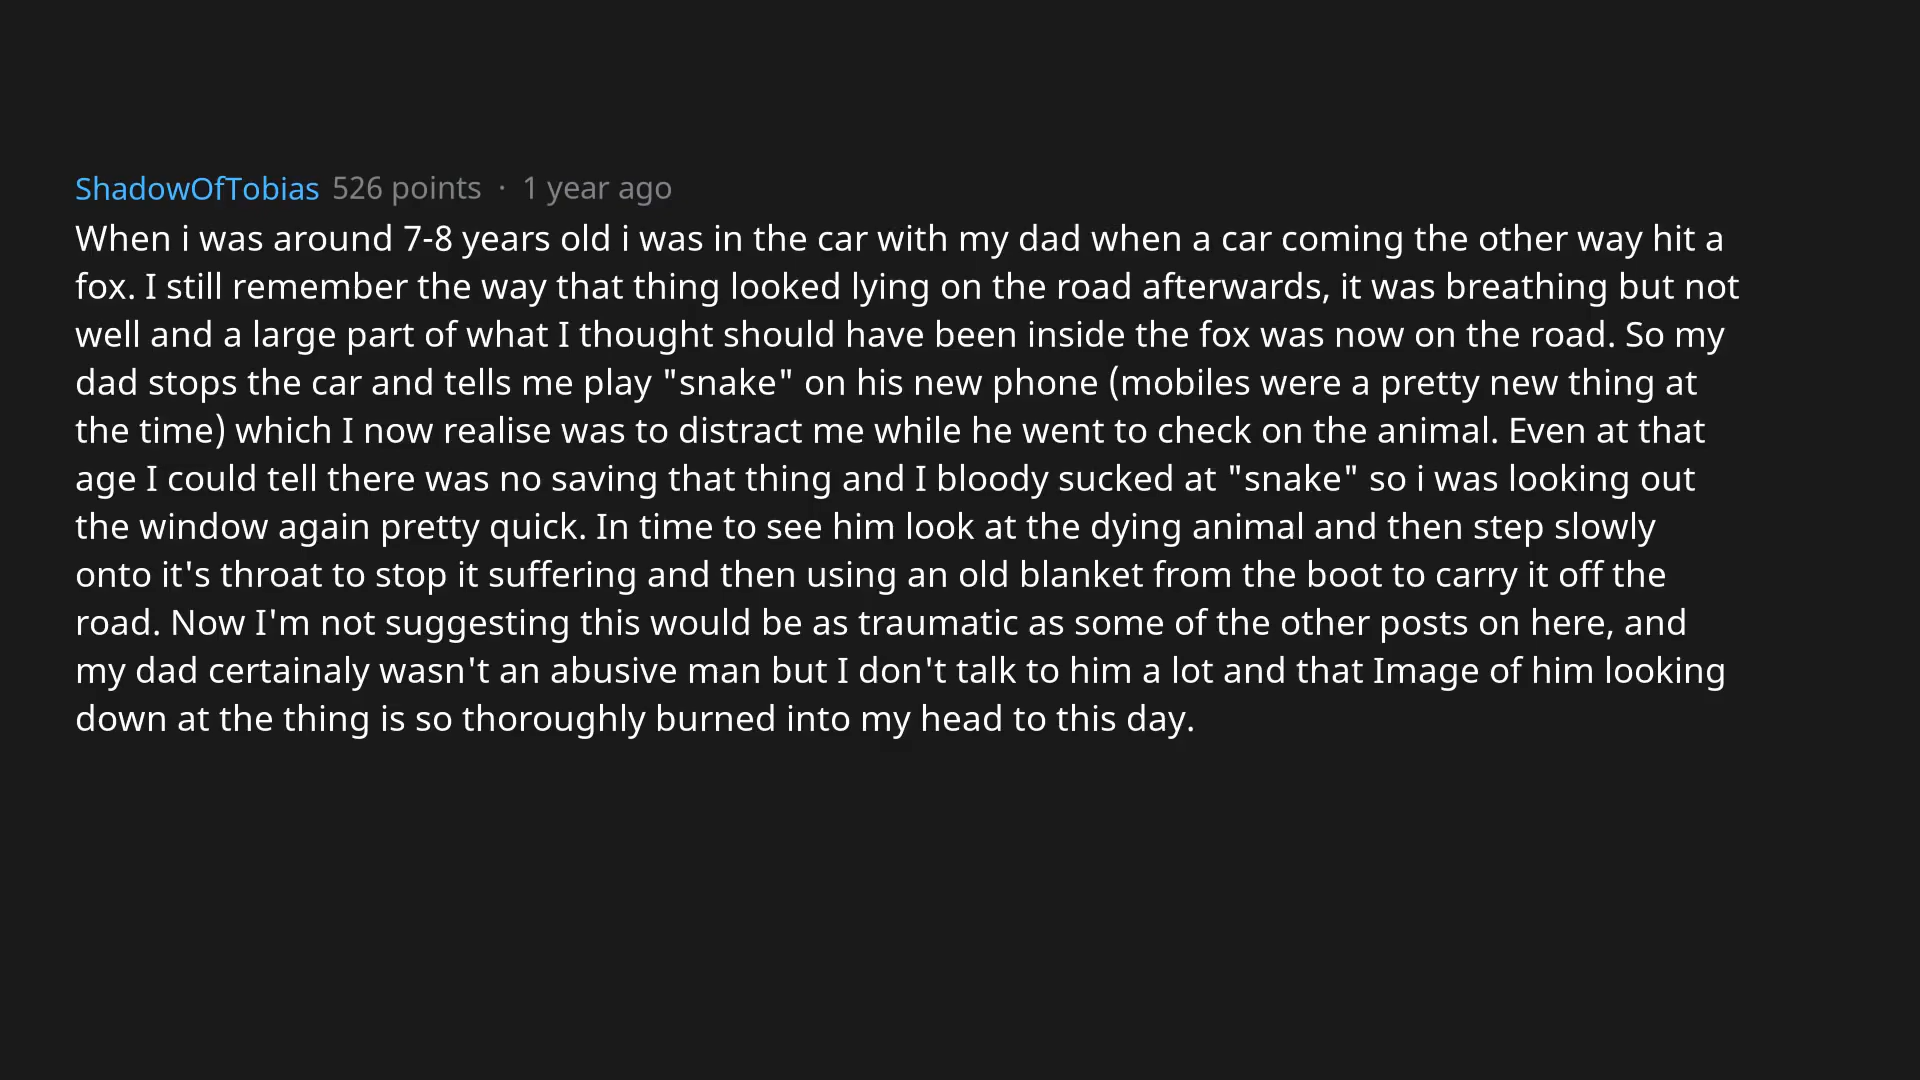 ShadowOfTobias 526 points · 1 year ago
When i was around 7-8 years old i was in the car with my dad when a car coming the other way hit a
fox. I still remember the way that thing looked lying on the road afterwards, it was breathing but not
well and a large part of what I thought should have been inside the fox was now on the road. So my
dad stops the car and tells me play "snake" on his new phone (mobiles were a pretty new thing at
the time) which I now realise was to distract me while he went to check on the animal. Even at that
age I could tell there was no saving that thing and I bloody sucked at "snake" so i was looking out
the window again pretty quick. In time to see him look at the dying animal and then step slowly
onto it's throat to stop it suffering and then using an old blanket from the boot to carry it off the
road. Now I'm not suggesting this would be as traumatic as some of the other posts on here, and
my dad certainaly wasn't an abusive man but I don't talk to him a lot and that Image of him looking
down at the thing is so thoroughly burned into my head to this day.